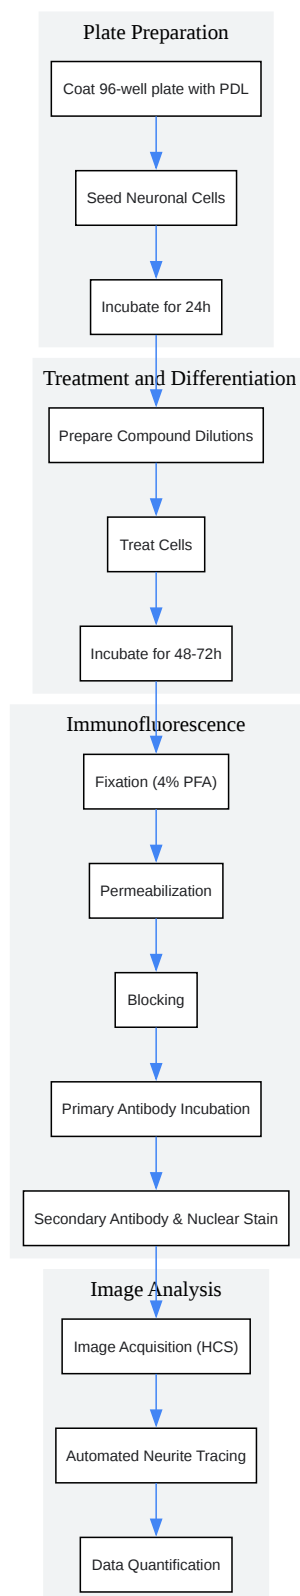 Plate Preparation
Coat 96-well plate with PDL
Seed Neuronal Cells
Incubate for 24h
Treatment and Differentiation
Prepare Compound Dilutions
Treat Cells
Incubate for 48-72h
Immunofluorescence
Fixation (4% PFA)
Permeabilization
Blocking
Primary Antibody Incubation
Secondary Antibody & Nuclear Stain
Image Analysis
Image Acquisition (HCS)
Automated Neurite Tracing
Data Quantification